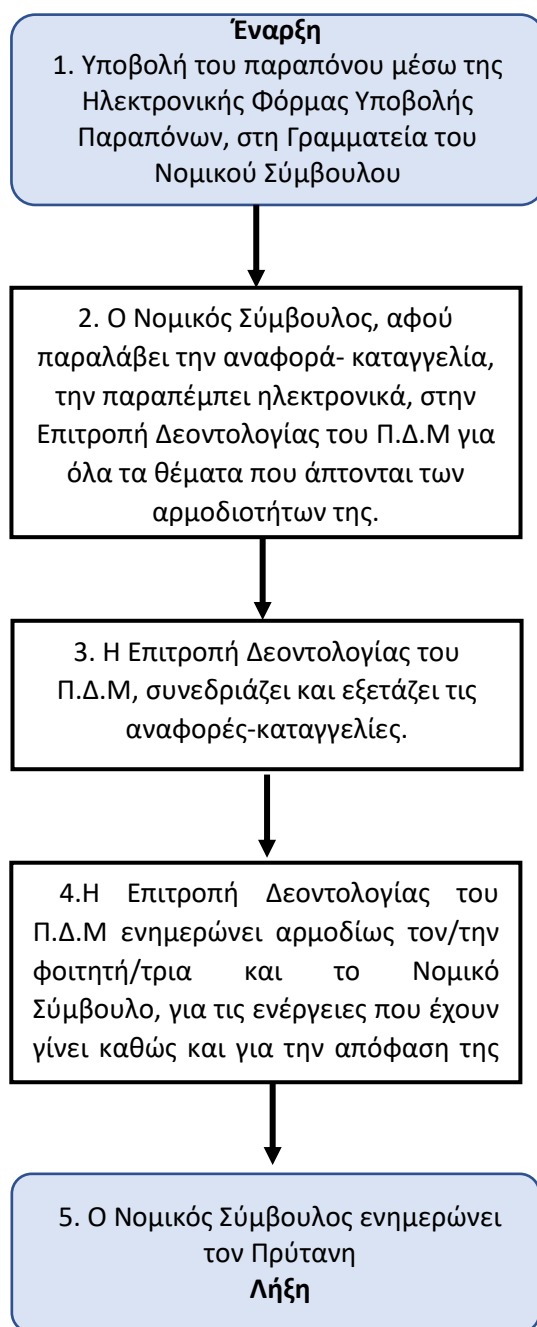 Έναρξη
1. Υποβολή του παραπόνου μέσω της
Ηλεκτρονικής Φόρμας Υποβολής
Παραπόνων, στη Γραμματεία του
Νομικού Σύμβουλου
2. Ο Νομικός Σύμβουλος, αφού
παραλάβει την αναφορά- καταγγελία,
την παραπέμπει ηλεκτρονικά, στην
Επιτροπή Δεοντολογίας του Π.Δ.Μ για
όλα τα θέματα που άπτονται των
αρμοδιοτήτων της.
3. Η Επιτροπή Δεοντολογίας του
Π.Δ.Μ, συνεδριάζει και εξετάζει τις
αναφορές-καταγγελίες.
4.Η Επιτροπή Δεοντολογίας του
Π.Δ.Μ ενημερώνει αρμοδίως τον/την
φοιτητή/τρια και το Νομικό
Σύμβουλο, για τις ενέργειες που έχουν
γίνει καθώς και για την απόφαση της
5. Ο Νομικός Σύμβουλος ενημερώνει
τον Πρύτανη
Λήξη